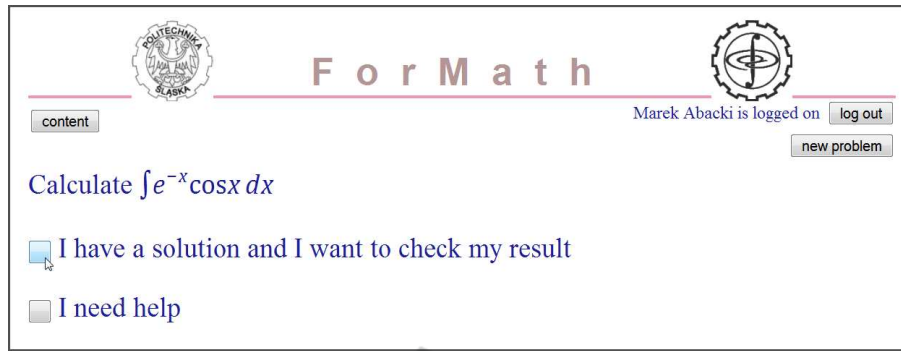 POLITECHNIKA
ŚLĄSKA
ForMath
content
Marek Abacki is logged on
log out
new problem
Calculate ∫e⁻ˣcosx dx
I have a solution and I want to check my result
I need help